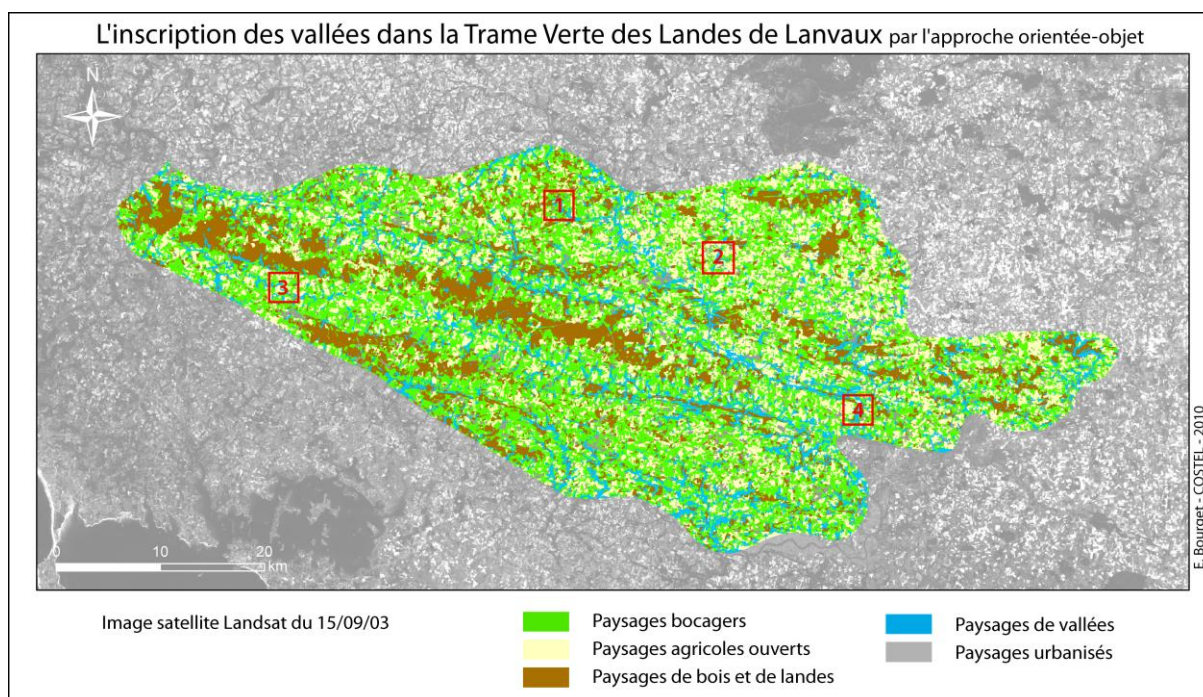 L'inscription des vallées dans la Trame Verte des Landes de Lanvaux par l'approche orientée-objet
N
1
2
3
4
0 10 20
km
E. Bourget - COSTEL - 2010
Image satellite Landsat du 15/09/03
Paysages bocagers
Paysages agricoles ouverts
Paysages de bois et de landes
Paysages de vallées
Paysages urbanisés